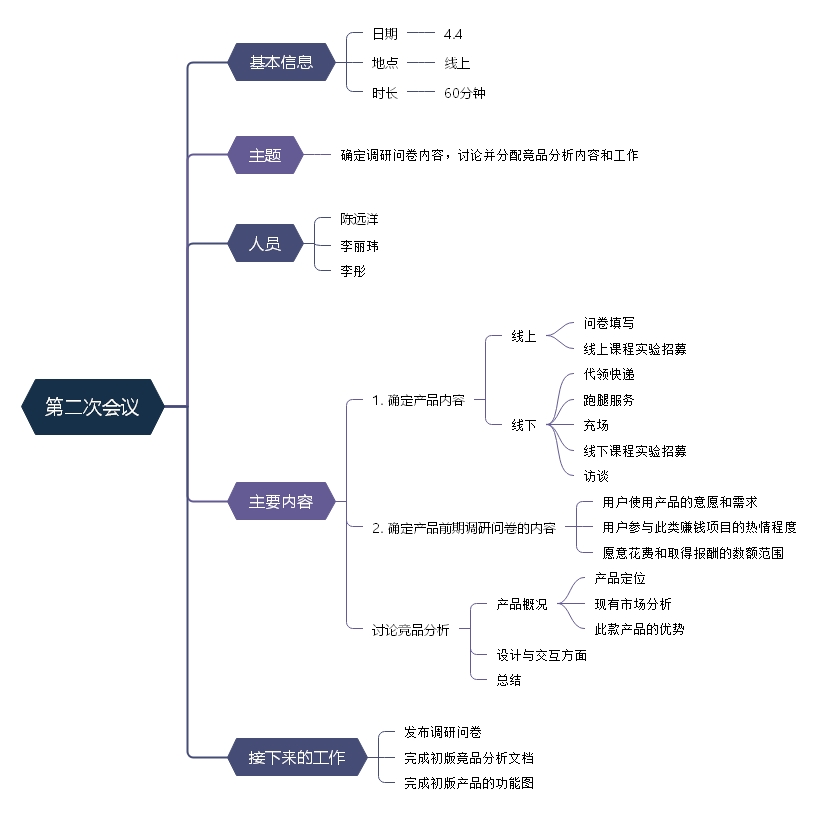 第二次会议
基本信息
日期
4.4
地点
线上
时长
60分钟
主题
确定调研问卷内容，讨论并分配竟品分析内容和工作
人员
陈远洋
李丽玮
李彤
主要内容
1. 确定产品内容
线上
问卷填写
线上课程实验招募
线下
代领快递
跑腿服务
充场
线下课程实验招募
访谈
2. 确定产品前期调研问卷的内容
用户使用产品的意愿和需求
用户参与此类赚钱项目的热情程度
愿意花费和取得报酬的数额范围
讨论竟品分析
产品概况
产品定位
现有市场分析
此款产品的优势
设计与交互方面
总结
接下来的工作
发布调研问卷
完成初版竟品分析文档
完成初版产品的功能图